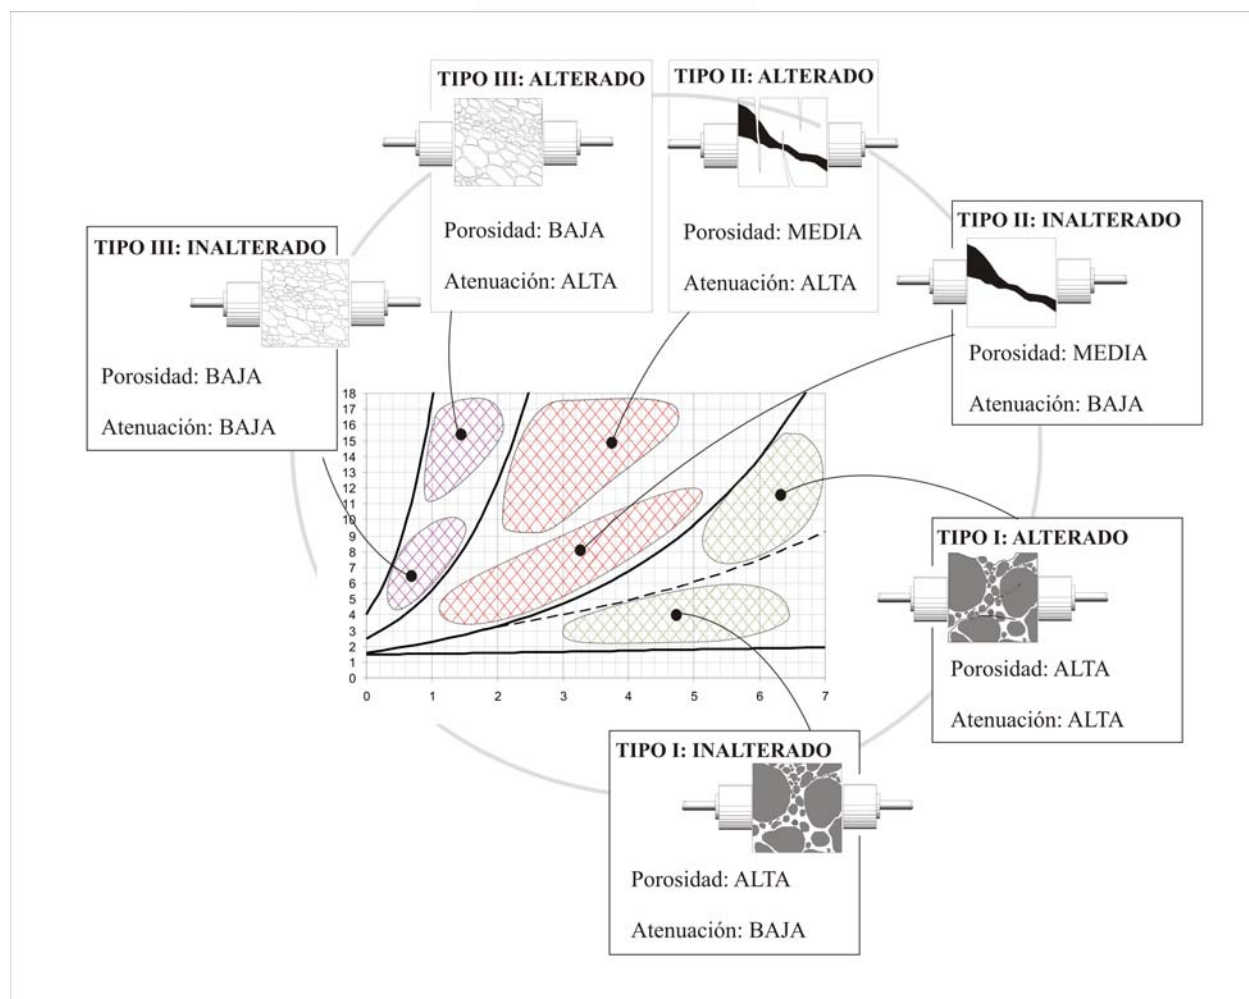 TIPO III: ALTERADO
Porosidad: BAJA
Atenuación: ALTA
TIPO II: ALTERADO
Porosidad: MEDIA
Atenuación: ALTA
TIPO III: INALTERADO
Porosidad: BAJA
Atenuación: BAJA
TIPO II: INALTERADO
Porosidad: MEDIA
Atenuación: BAJA
18
17
16
15
14
13
12
11
10
9
8
7
6
5
4
3
2
1
0
0 1 2 3 4 5 6 7
TIPO I: ALTERADO
Porosidad: ALTA
Atenuación: ALTA
TIPO I: INALTERADO
Porosidad: ALTA
Atenuación: BAJA